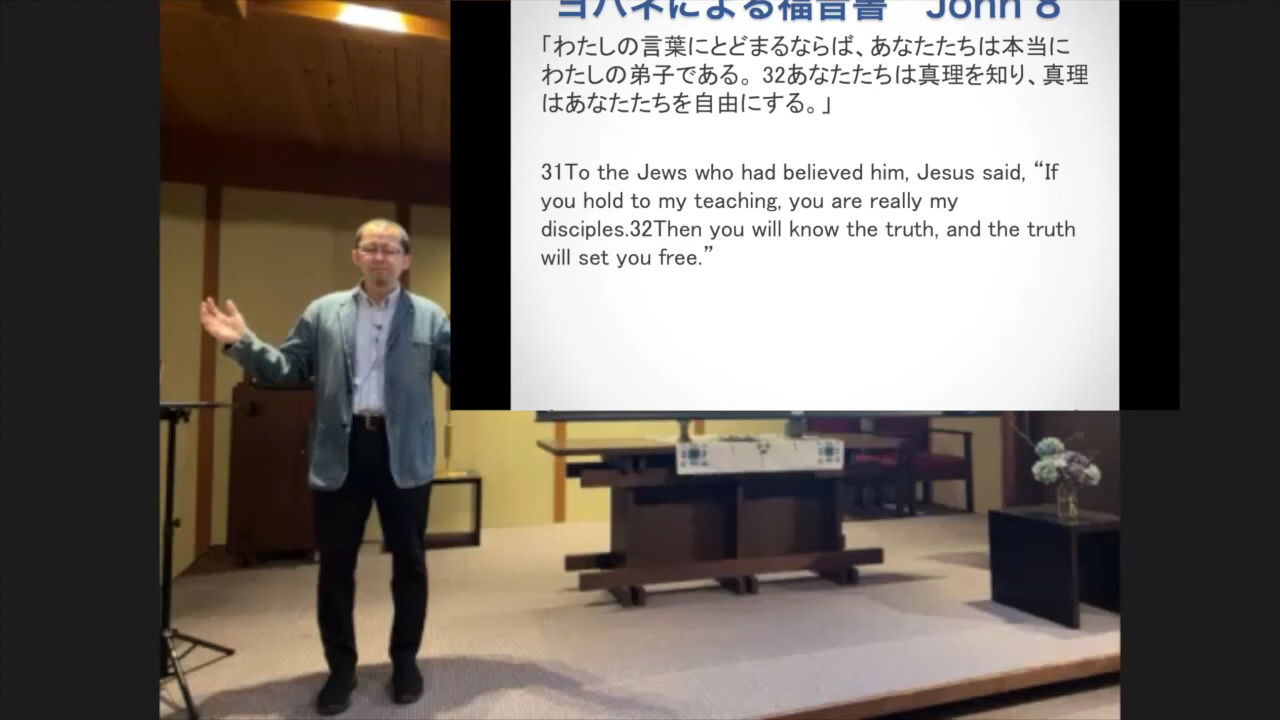 ヨハネによる福音書 John 8
「わたしの言葉にとどまるならば、あなたたちは本当に
わたしの弟子である。32あなたたちは真理を知り、真理
はあなたたちを自由にする。」
31To the Jews who had believed him, Jesus said, “If
you hold to my teaching, you are really my
disciples.32Then you will know the truth, and the truth
will set you free.”